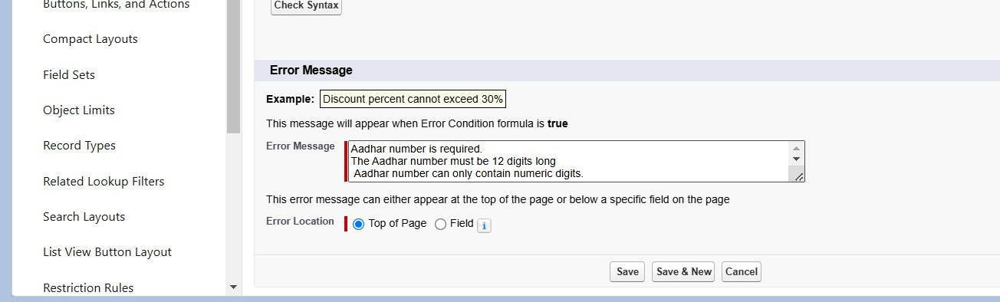 Buttons, Links, and Actions
Compact Layouts
Field Sets
Object Limits
Record Types
Related Lookup Filters
Search Layouts
List View Button Layout
Restriction Rules
Check Syntax
Error Message
Example: Discount percent cannot exceed 30%
This message will appear when Error Condition formula is true
Error Message
Aadhar number is required.
The Aadhar number must be 12 digits long
Aadhar number can only contain numeric digits.
This error message can either appear at the top of the page or below a specific field on the page
Error Location Top of Page Field i
Save Save & New Cancel